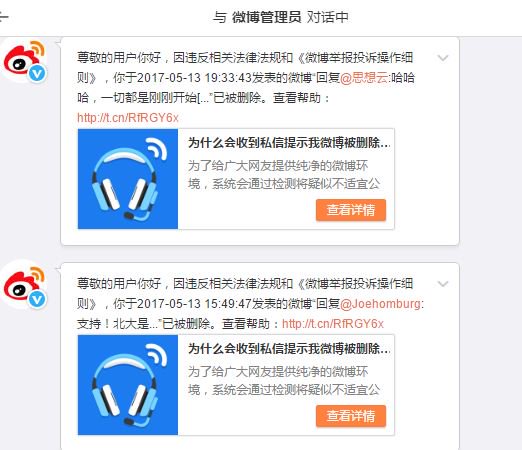 与 微博管理员 对话中
尊敬的用户你好，因违反相关法律法规和《微博举报投诉操作细
则》，你于2017-05-13 19:33:43发表的微博“回复@思想云:哈哈
哈，一切都是刚刚开始[...”已被删除。查看帮助：
http://t.cn/RfRGY6x
为什么会收到私信提示我微博被删除...
为了给广大网友提供纯净的微博环
境，系统会通过检测将疑似不适宜公
查看详情
尊敬的用户你好，因违反相关法律法规和《微博举报投诉操作细
则》，你于2017-05-13 15:49:47发表的微博“回复@Joehomburg:
支持！北大是...”已被删除。查看帮助：http://t.cn/RfRGY6x
为什么会收到私信提示我微博被删除...
为了给广大网友提供纯净的微博环
境，系统会通过检测将疑似不适宜公
查看详情